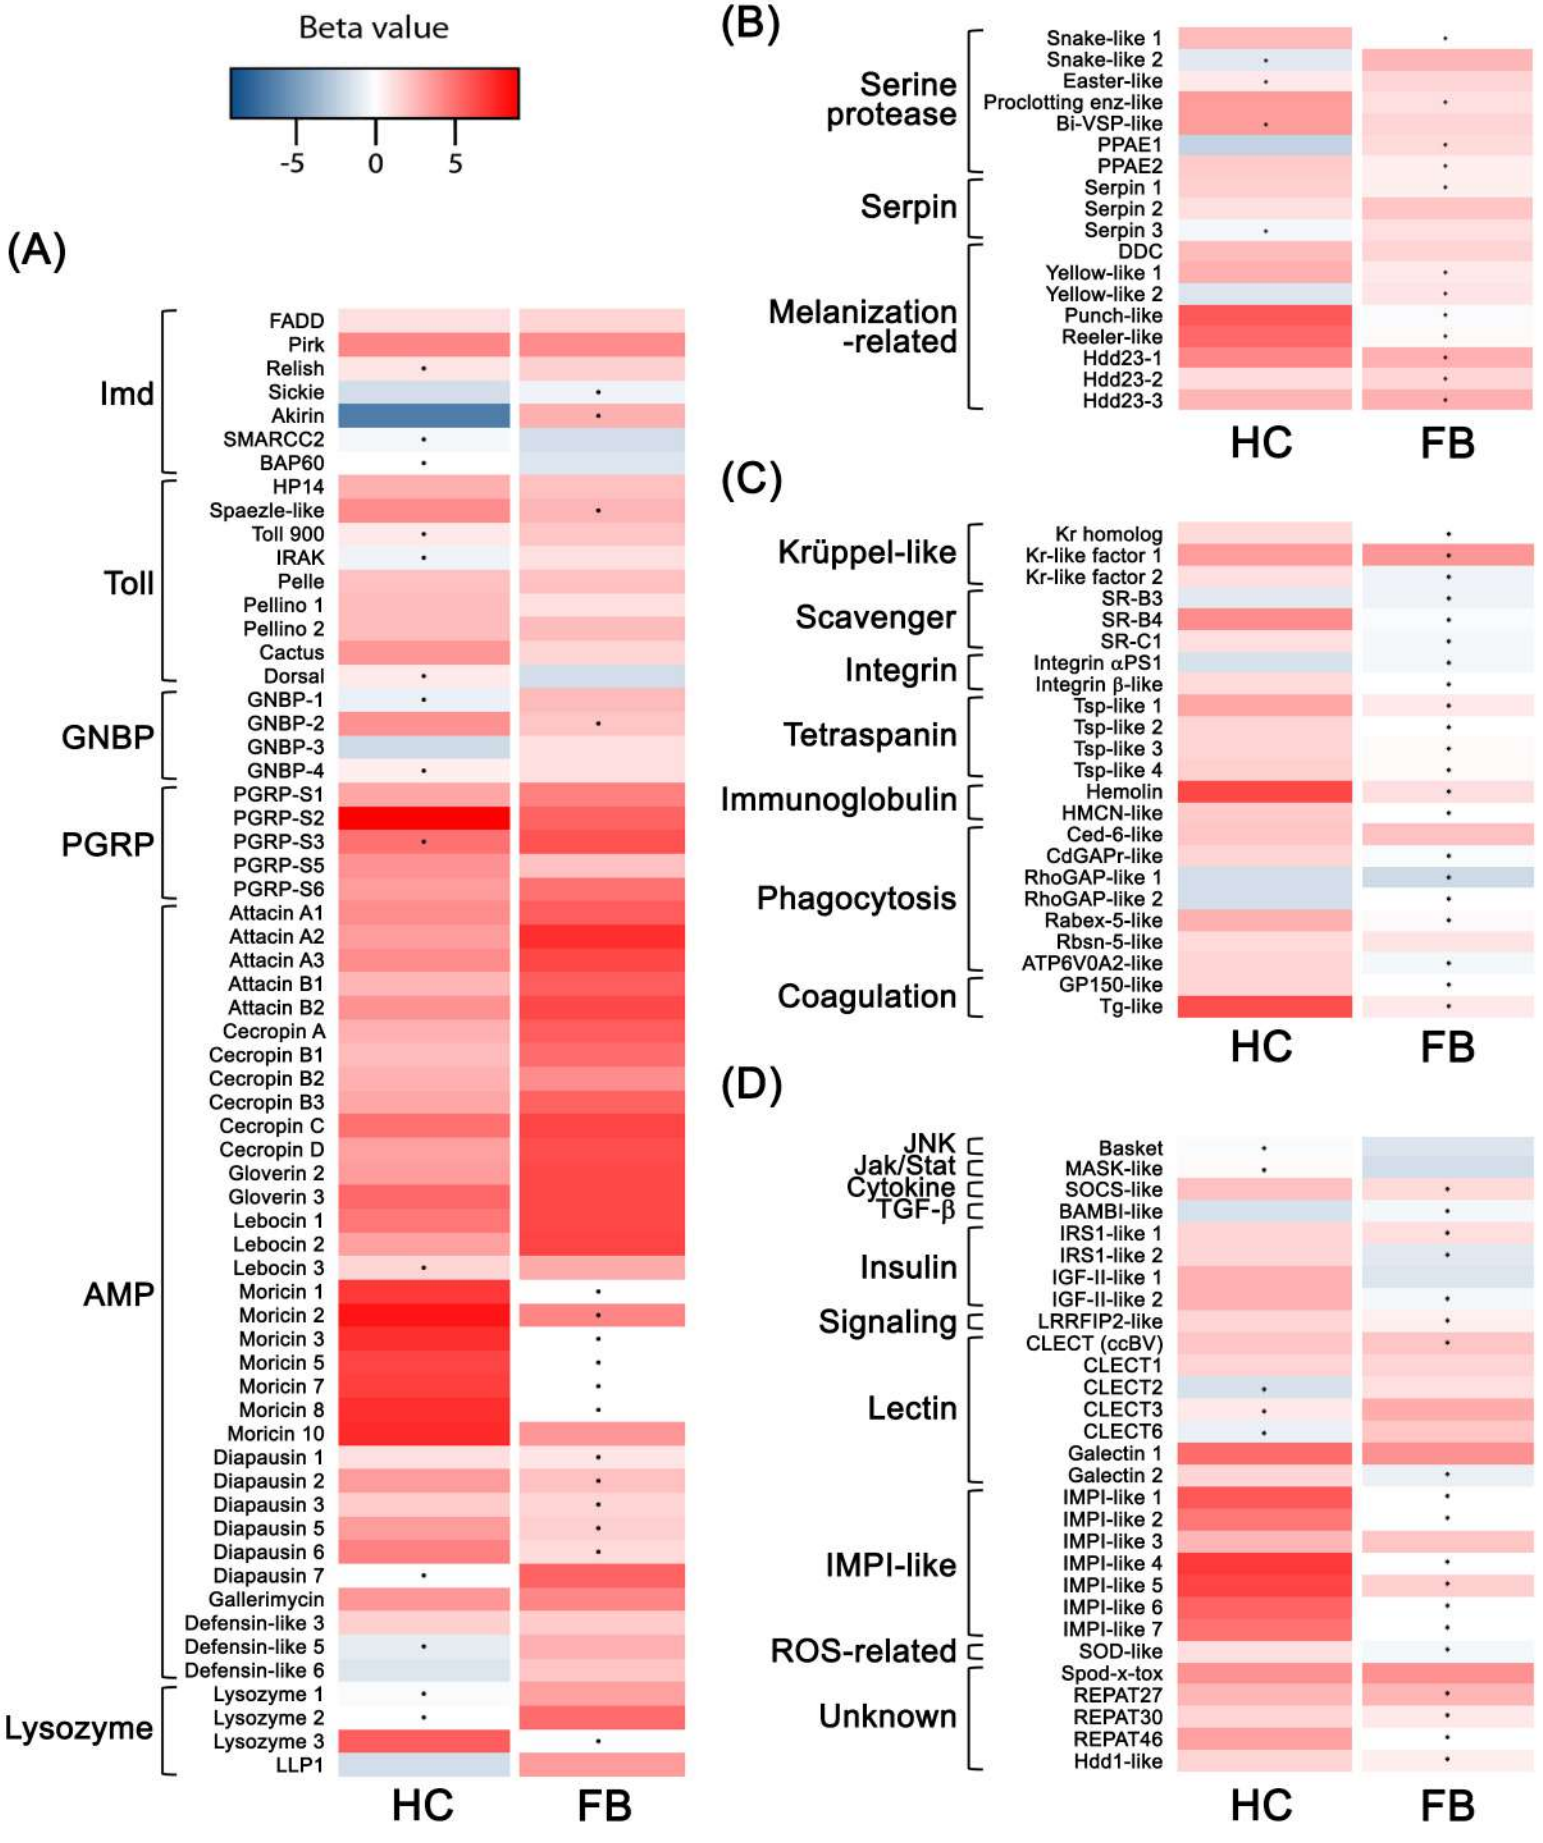 Beta value
-5 0 5
(A)
Imd
FADD
Pirk
Relish
Sickie
Akirin
SMARCC2
BAP60
Toll
HP14
Spaezle-like
Toll 900
IRAK
Pelle
Pellino 1
Pellino 2
Cactus
Dorsal
GNBP
GNBP-1
GNBP-2
GNBP-3
GNBP-4
PGRP
PGRP-S1
PGRP-S2
PGRP-S3
PGRP-S5
PGRP-S6
AMP
Attacin A1
Attacin A2
Attacin A3
Attacin B1
Attacin B2
Cecropin A
Cecropin B1
Cecropin B2
Cecropin B3
Cecropin C
Cecropin D
Gloverin 2
Gloverin 3
Lebocin 1
Lebocin 2
Lebocin 3
Moricin 1
Moricin 2
Moricin 3
Moricin 5
Moricin 7
Moricin 8
Moricin 10
Diapausin 1
Diapausin 2
Diapausin 3
Diapausin 5
Diapausin 6
Diapausin 7
Gallerimycin
Defensin-like 3
Defensin-like 5
Defensin-like 6
Lysozyme
Lysozyme 1
Lysozyme 2
Lysozyme 3
LLP1
HC FB
(B)
Serine
protease
Snake-like 1
Snake-like 2
Easter-like
Proclotting enz-like
Bi-VSP-like
PPAE1
PPAE2
Serpin
Serpin 1
Serpin 2
Serpin 3
Melanization
-related
DDC
Yellow-like 1
Yellow-like 2
Punch-like
Reeler-like
Hdd23-1
Hdd23-2
Hdd23-3
HC FB
(C)
Krüppel-like
Kr homolog
Kr-like factor 1
Kr-like factor 2
Scavenger
SR-B3
SR-B4
SR-C1
Integrin
Integrin αPS1
Integrin β-like
Tetraspanin
Tsp-like 1
Tsp-like 2
Tsp-like 3
Tsp-like 4
Immunoglobulin
Hemolin
HMCN-like
Phagocytosis
Ced-6-like
CdGAPr-like
RhoGAP-like 1
RhoGAP-like 2
Rabex-5-like
Rbsn-5-like
ATP6V0A2-like
Coagulation
GP150-like
Tg-like
HC FB
(D)
JNK
Basket
Jak/Stat
MASK-like
Cytokine
SOCS-like
TGF-β
BAMBI-like
Insulin
IRS1-like 1
IRS1-like 2
IGF-II-like 1
IGF-II-like 2
Signaling
LRRFIP2-like
Lectin
CLECT (ccBV)
CLECT1
CLECT2
CLECT3
CLECT6
Galectin 1
Galectin 2
IMPI-like
IMPI-like 1
IMPI-like 2
IMPI-like 3
IMPI-like 4
IMPI-like 5
IMPI-like 6
IMPI-like 7
ROS-related
SOD-like
Unknown
Spod-x-tox
REPAT27
REPAT30
REPAT46
Hdd1-like
HC FB